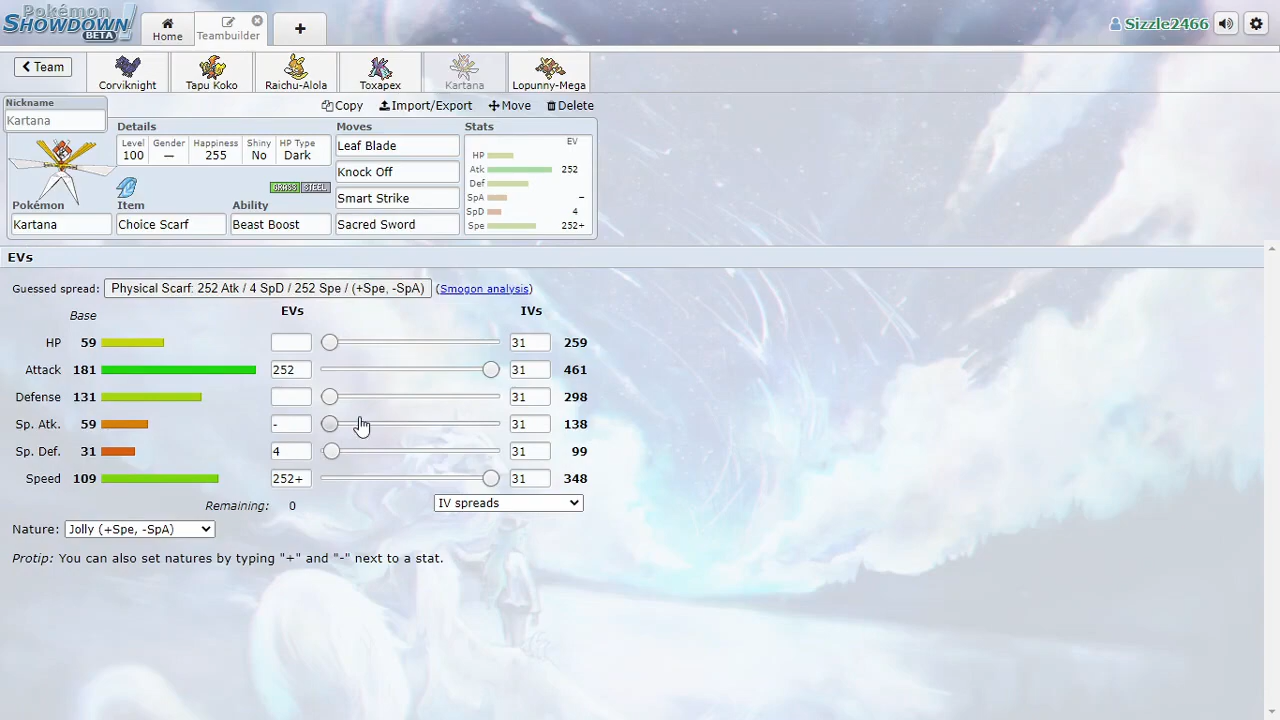 Pokémon
SHOWDOWN!
BETA
Home
Teambuilder
+
Sizzle2466
Team
Corviknight
Tapu Koko
Raichu-Alola
Toxapex
Kartana
Lopunny-Mega
Nickname
Kartana
Copy
Import/Export
Move
Delete
Details
Level
100
Gender
—
Happiness
255
Shiny
No
HP Type
Dark
GRASS STEEL
Pokémon
Kartana
Item
Choice Scarf
Ability
Beast Boost
Moves
Leaf Blade
Knock Off
Smart Strike
Sacred Sword
Stats
EV
HP
Atk 252
Def
SpA –
SpD 4
Spe 252+
EVs
Guessed spread: Physical Scarf: 252 Atk / 4 SpD / 252 Spe / (+Spe, -SpA) (Smogon analysis)
Base EVs IVs
HP 59 31 259
Attack 181 252 31 461
Defense 131 31 298
Sp. Atk. 59 - 31 138
Sp. Def. 31 4 31 99
Speed 109 252+ 31 348
Remaining: 0 IV spreads
Nature: Jolly (+Spe, -SpA)
Protip: You can also set natures by typing "+" and "-" next to a stat.